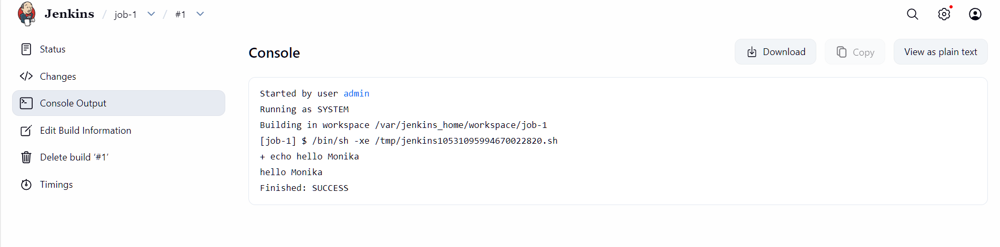 Jenkins / job-1 / #1
Status
Changes
Console Output
Edit Build Information
Delete build ‘#1’
Timings
Console
Download
Copy
View as plain text
Started by user admin
Running as SYSTEM
Building in workspace /var/jenkins_home/workspace/job-1
[job-1] $ /bin/sh -xe /tmp/jenkins10531095994670022820.sh
+ echo hello Monika
hello Monika
Finished: SUCCESS